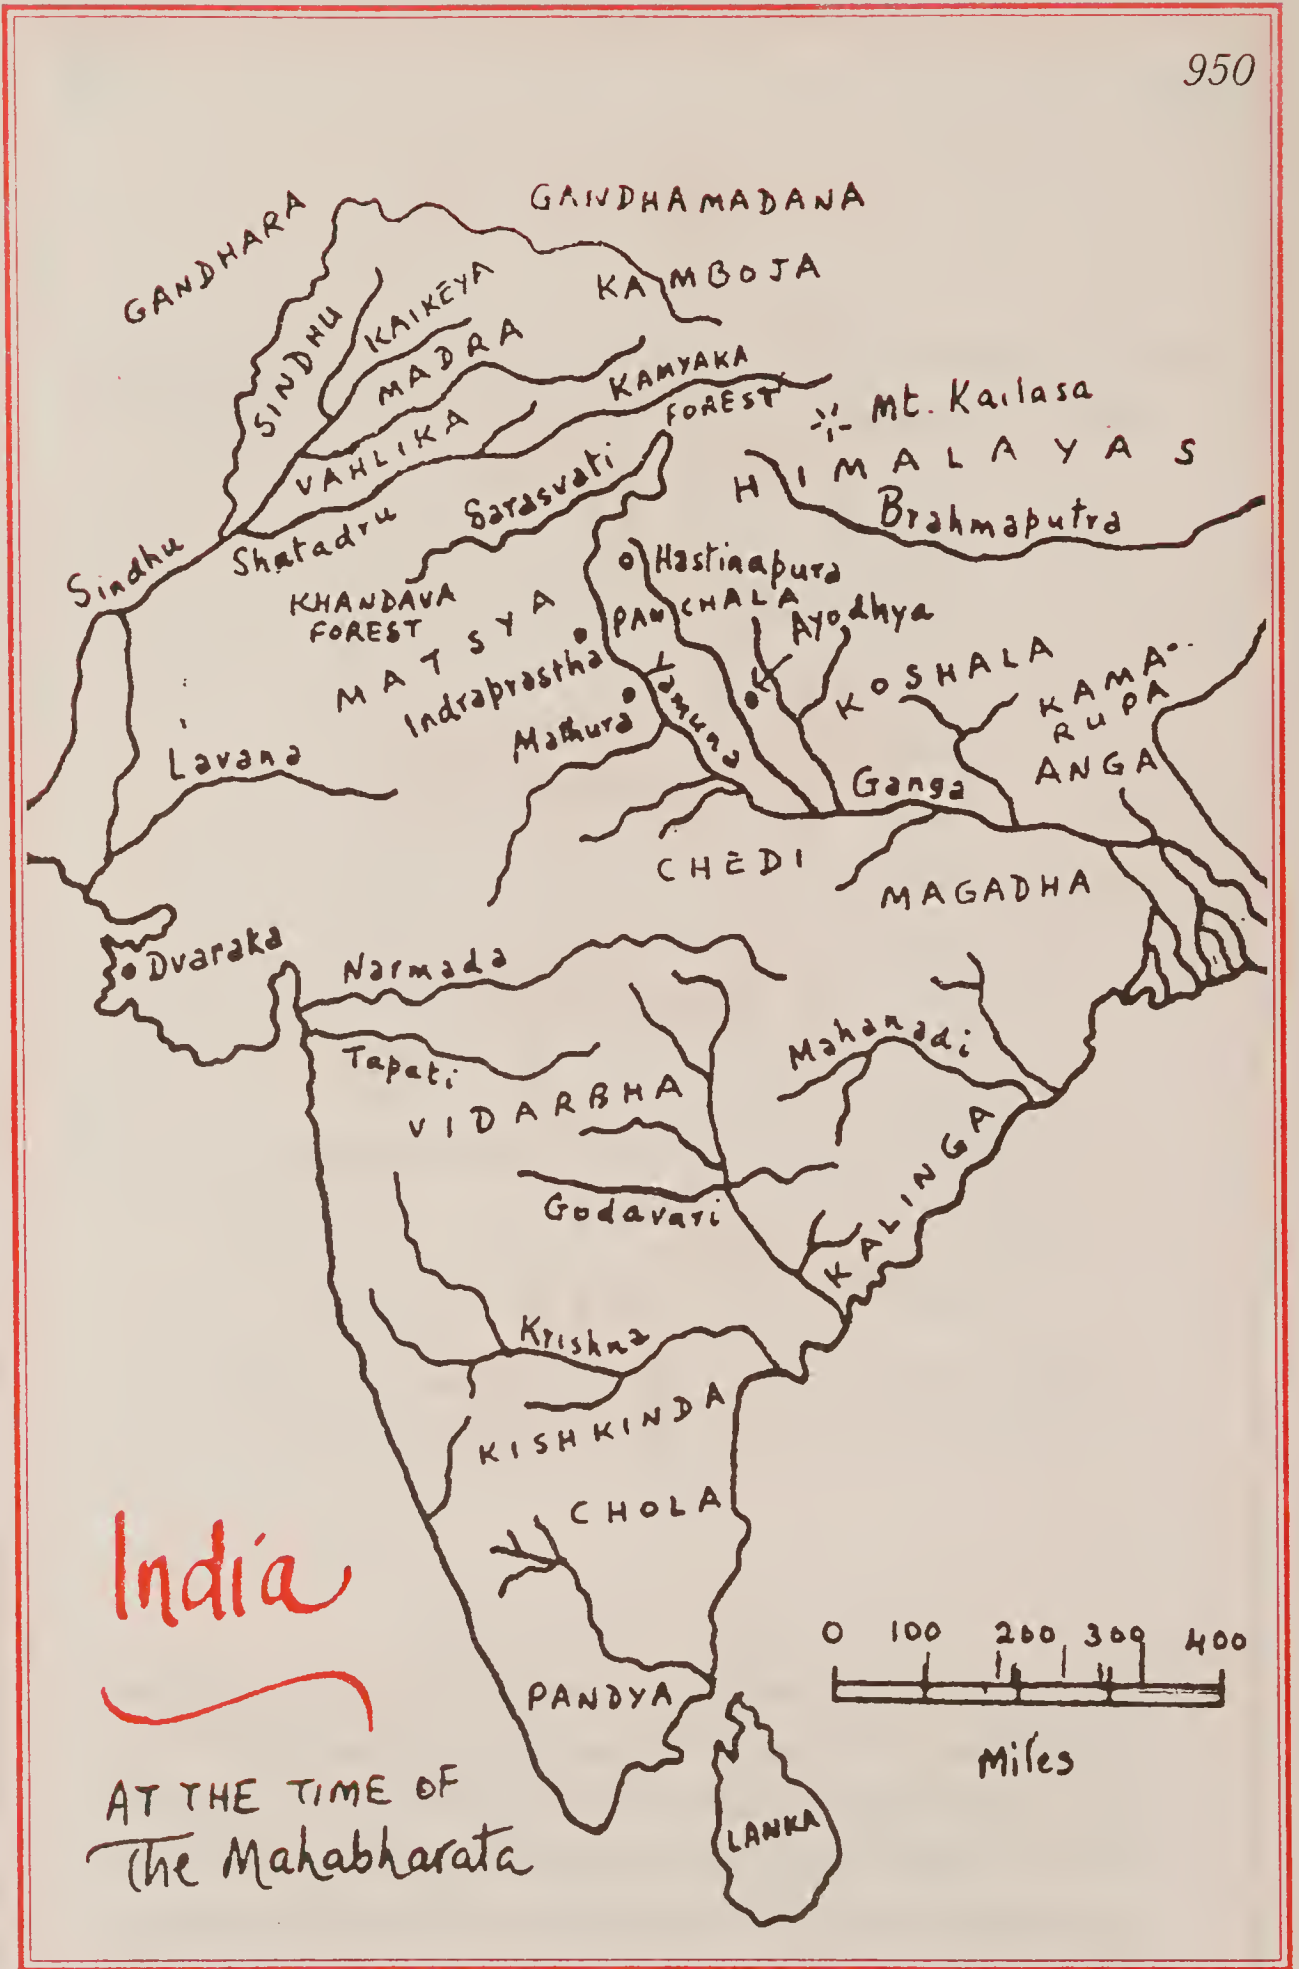 950
GANDHARA
GANDHAMADANA
KAMBOJA
SINDHU
KAIKEYA
MADRA
VAHLIKA
KAMYAKA
FOREST
Mt. Kailasa
HIMALAYAS
Brahmaputra
Sarasvati
Shatadru
Sindhu
KHANDAVA
FOREST
Hastinapura
PANCHALA
Ayodhya
MATSYA
Indraprastha
Mathura
Yamuna
KOSHALA
KAMA-
RUPA
ANGA
Lavana
Ganga
CHEDI
MAGADHA
Dvaraka
Narmada
Tapati
Mahanadi
VIDARBHA
KALINGA
Godavari
Krishna
KISHKINDA
CHOLA
PANDYA
LANKA
India
AT THE TIME OF
The Mahabharata
0 100 200 300 400
Miles